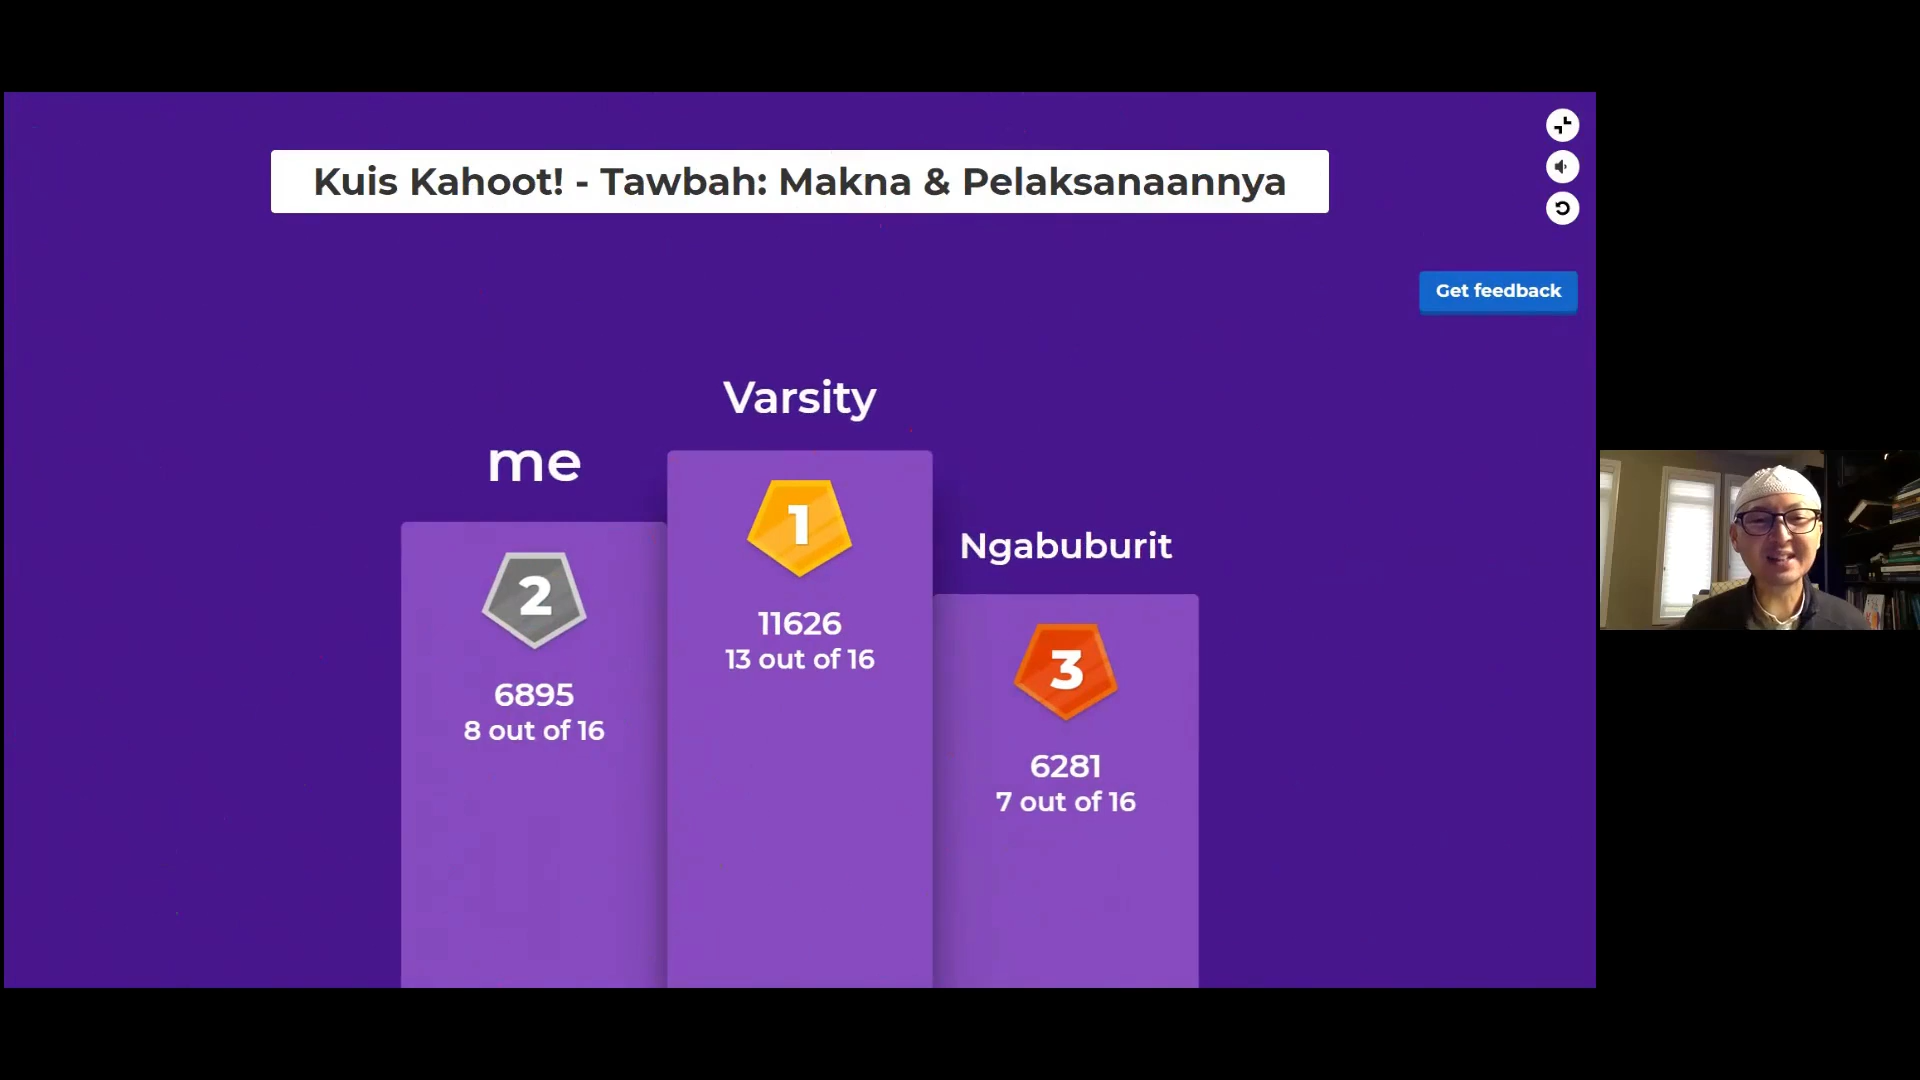 Kuis Kahoot! - Tawbah: Makna & Pelaksanaannya
Get feedback
Varsity
1
11626
13 out of 16
me
2
6895
8 out of 16
Ngabuburit
3
6281
7 out of 16